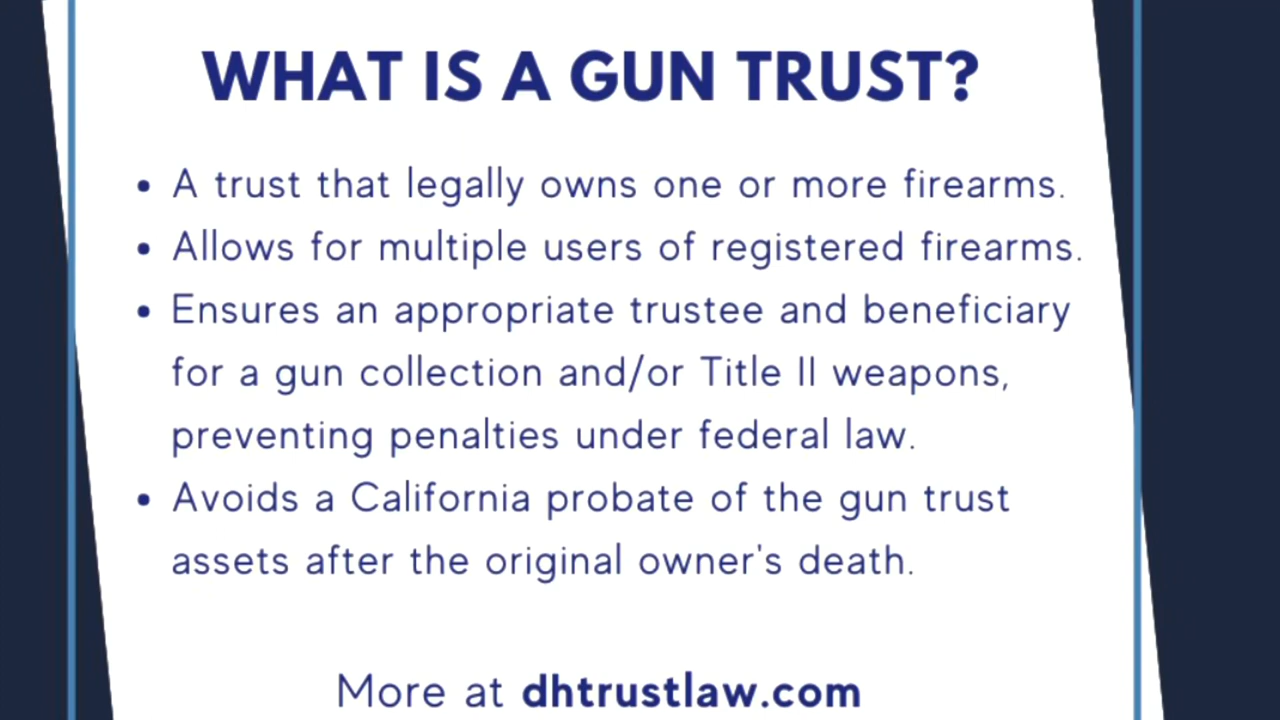 WHAT IS A GUN TRUST?
• A trust that legally owns one or more firearms.
• Allows for multiple users of registered firearms.
• Ensures an appropriate trustee and beneficiary
for a gun collection and/or Title II weapons,
preventing penalties under federal law.
• Avoids a California probate of the gun trust
assets after the original owner's death.
More at dhtrustlaw.com